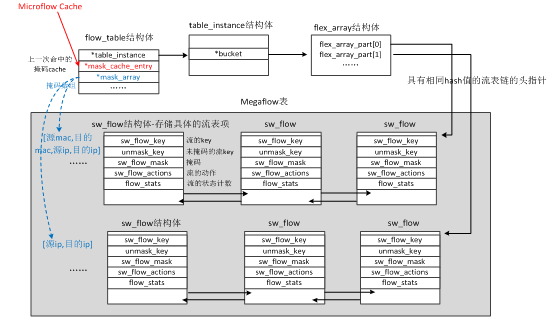 Microflow Cache
flow_table结构体
table_instance结构体
flex_array结构体
*table_instance
*mask_cache_entry
*mask_array
……
*bucket
flex_array_part[0]
flex_array_part[1]
……
上一次命中的
掩码cache
掩码数组
具有相同hash值的流表链的头指针
Megaflow表
sw_flow结构体-存储具体的流表项
sw_flow
sw_flow
[源mac,目的
mac,源ip,目的ip]
……
sw_flow_key
unmask_key
sw_flow_mask
sw_flow_actions
flow_stats
流的key
未掩码的流key
掩码
流的动作
流的状态计数
sw_flow_key
unmask_key
sw_flow_mask
sw_flow_actions
flow_stats
sw_flow_key
unmask_key
sw_flow_mask
sw_flow_actions
flow_stats
sw_flow结构体
sw_flow
sw_flow
[源ip,目的ip]
……
sw_flow_key
unmask_key
sw_flow_mask
sw_flow_actions
flow_stats
sw_flow_key
unmask_key
sw_flow_mask
sw_flow_actions
flow_stats
sw_flow_key
unmask_key
sw_flow_mask
sw_flow_actions
flow_stats